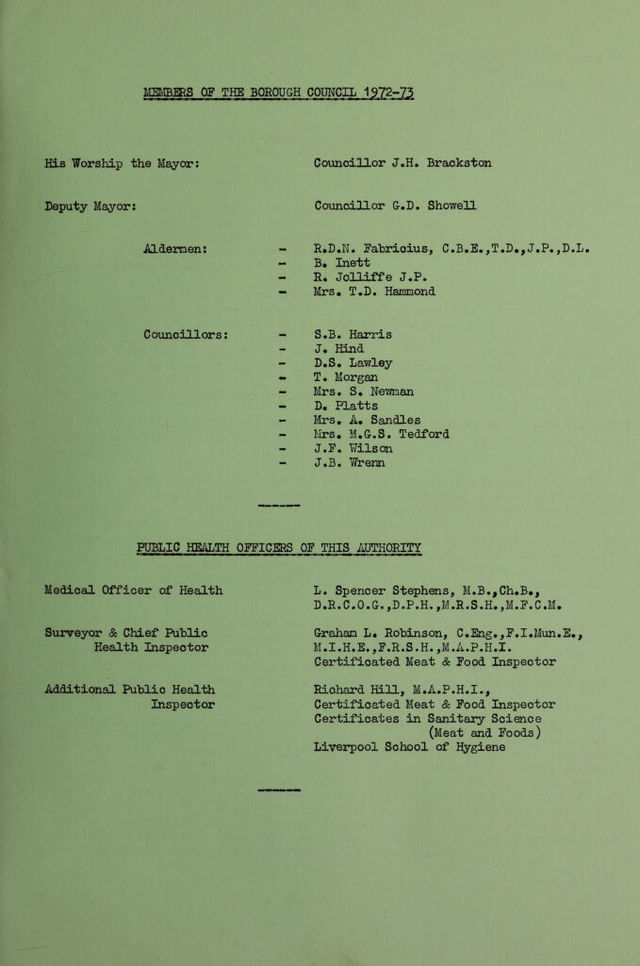 MEMBERS OF THE BOROUGH COUNCIL 1972-73
His Worship the Mayor: Councillor J.H. Brackston
Deputy Mayor: Councillor G.D. Showell
Aldermen: - R.D.N. Fabricius, C.B.E.,T.D.,J.P.,D.L.
- B. Inett
- R. Jolliffe J.P.
- Mrs. T.D. Hammond
Councillors: - S.B. Harris
- J. Hind
- D.S. Lawley
- T. Morgan
- Mrs. S. Newman
- D. Platts
- Mrs. A. Sandles
- Mrs. M.G.S. Tedford
- J.F. Wilson
- J.B. Wrenn
PUBLIC HEALTH OFFICERS OF THIS AUTHORITY
Medical Officer of Health L. Spencer Stephens, M.B.,Ch.B.,
D.R.C.O.G.,D.P.H.,M.R.S.H.,M.F.C.M.
Surveyor & Chief Public Graham L. Robinson, C.Eng.,F.I.Mun.E.,
Health Inspector M.I.H.E.,F.R.S.H.,M.A.P.H.I.
Certificated Meat & Food Inspector
Additional Public Health Richard Hill, M.A.P.H.I.,
Inspector Certificated Meat & Food Inspector
Certificates in Sanitary Science
(Meat and Foods)
Liverpool School of Hygiene